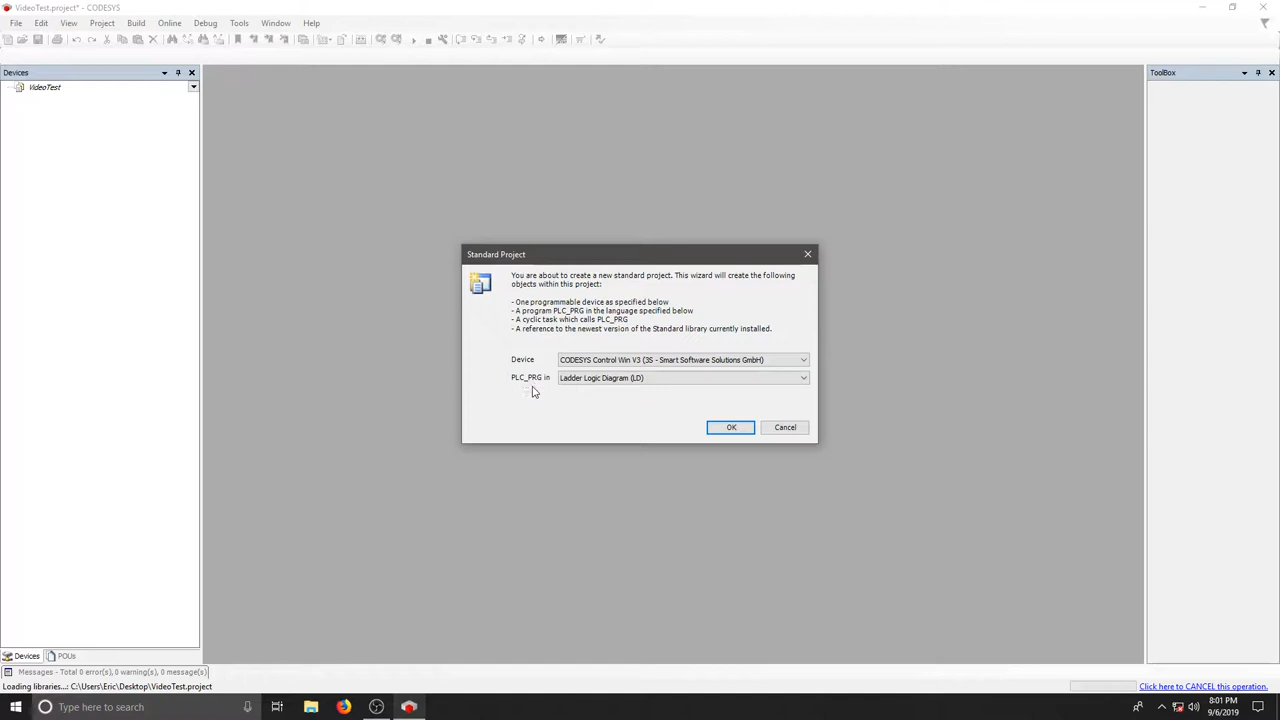 VideoTest.project* - CODESYS
File Edit View Project Build Online Debug Tools Window Help
Devices
VideoTest
ToolBox
Standard Project
You are about to create a new standard project. This wizard will create the following
objects within this project:
- One programmable device as specified below
- A program PLC_PRG in the language specified below
- A cyclic task which calls PLC_PRG
- A reference to the newest version of the Standard library currently installed.
Device CODESYS Control Win V3 (3S - Smart Software Solutions GmbH)
PLC_PRG in Ladder Logic Diagram (LD)
OK Cancel
Devices POUs
Messages - Total 0 error(s), 0 warning(s), 0 message(s)
Loading libraries...: C:\Users\Eric\Desktop\VideoTest.project
Click here to CANCEL this operation.
Type here to search
8:01 PM
9/6/2019